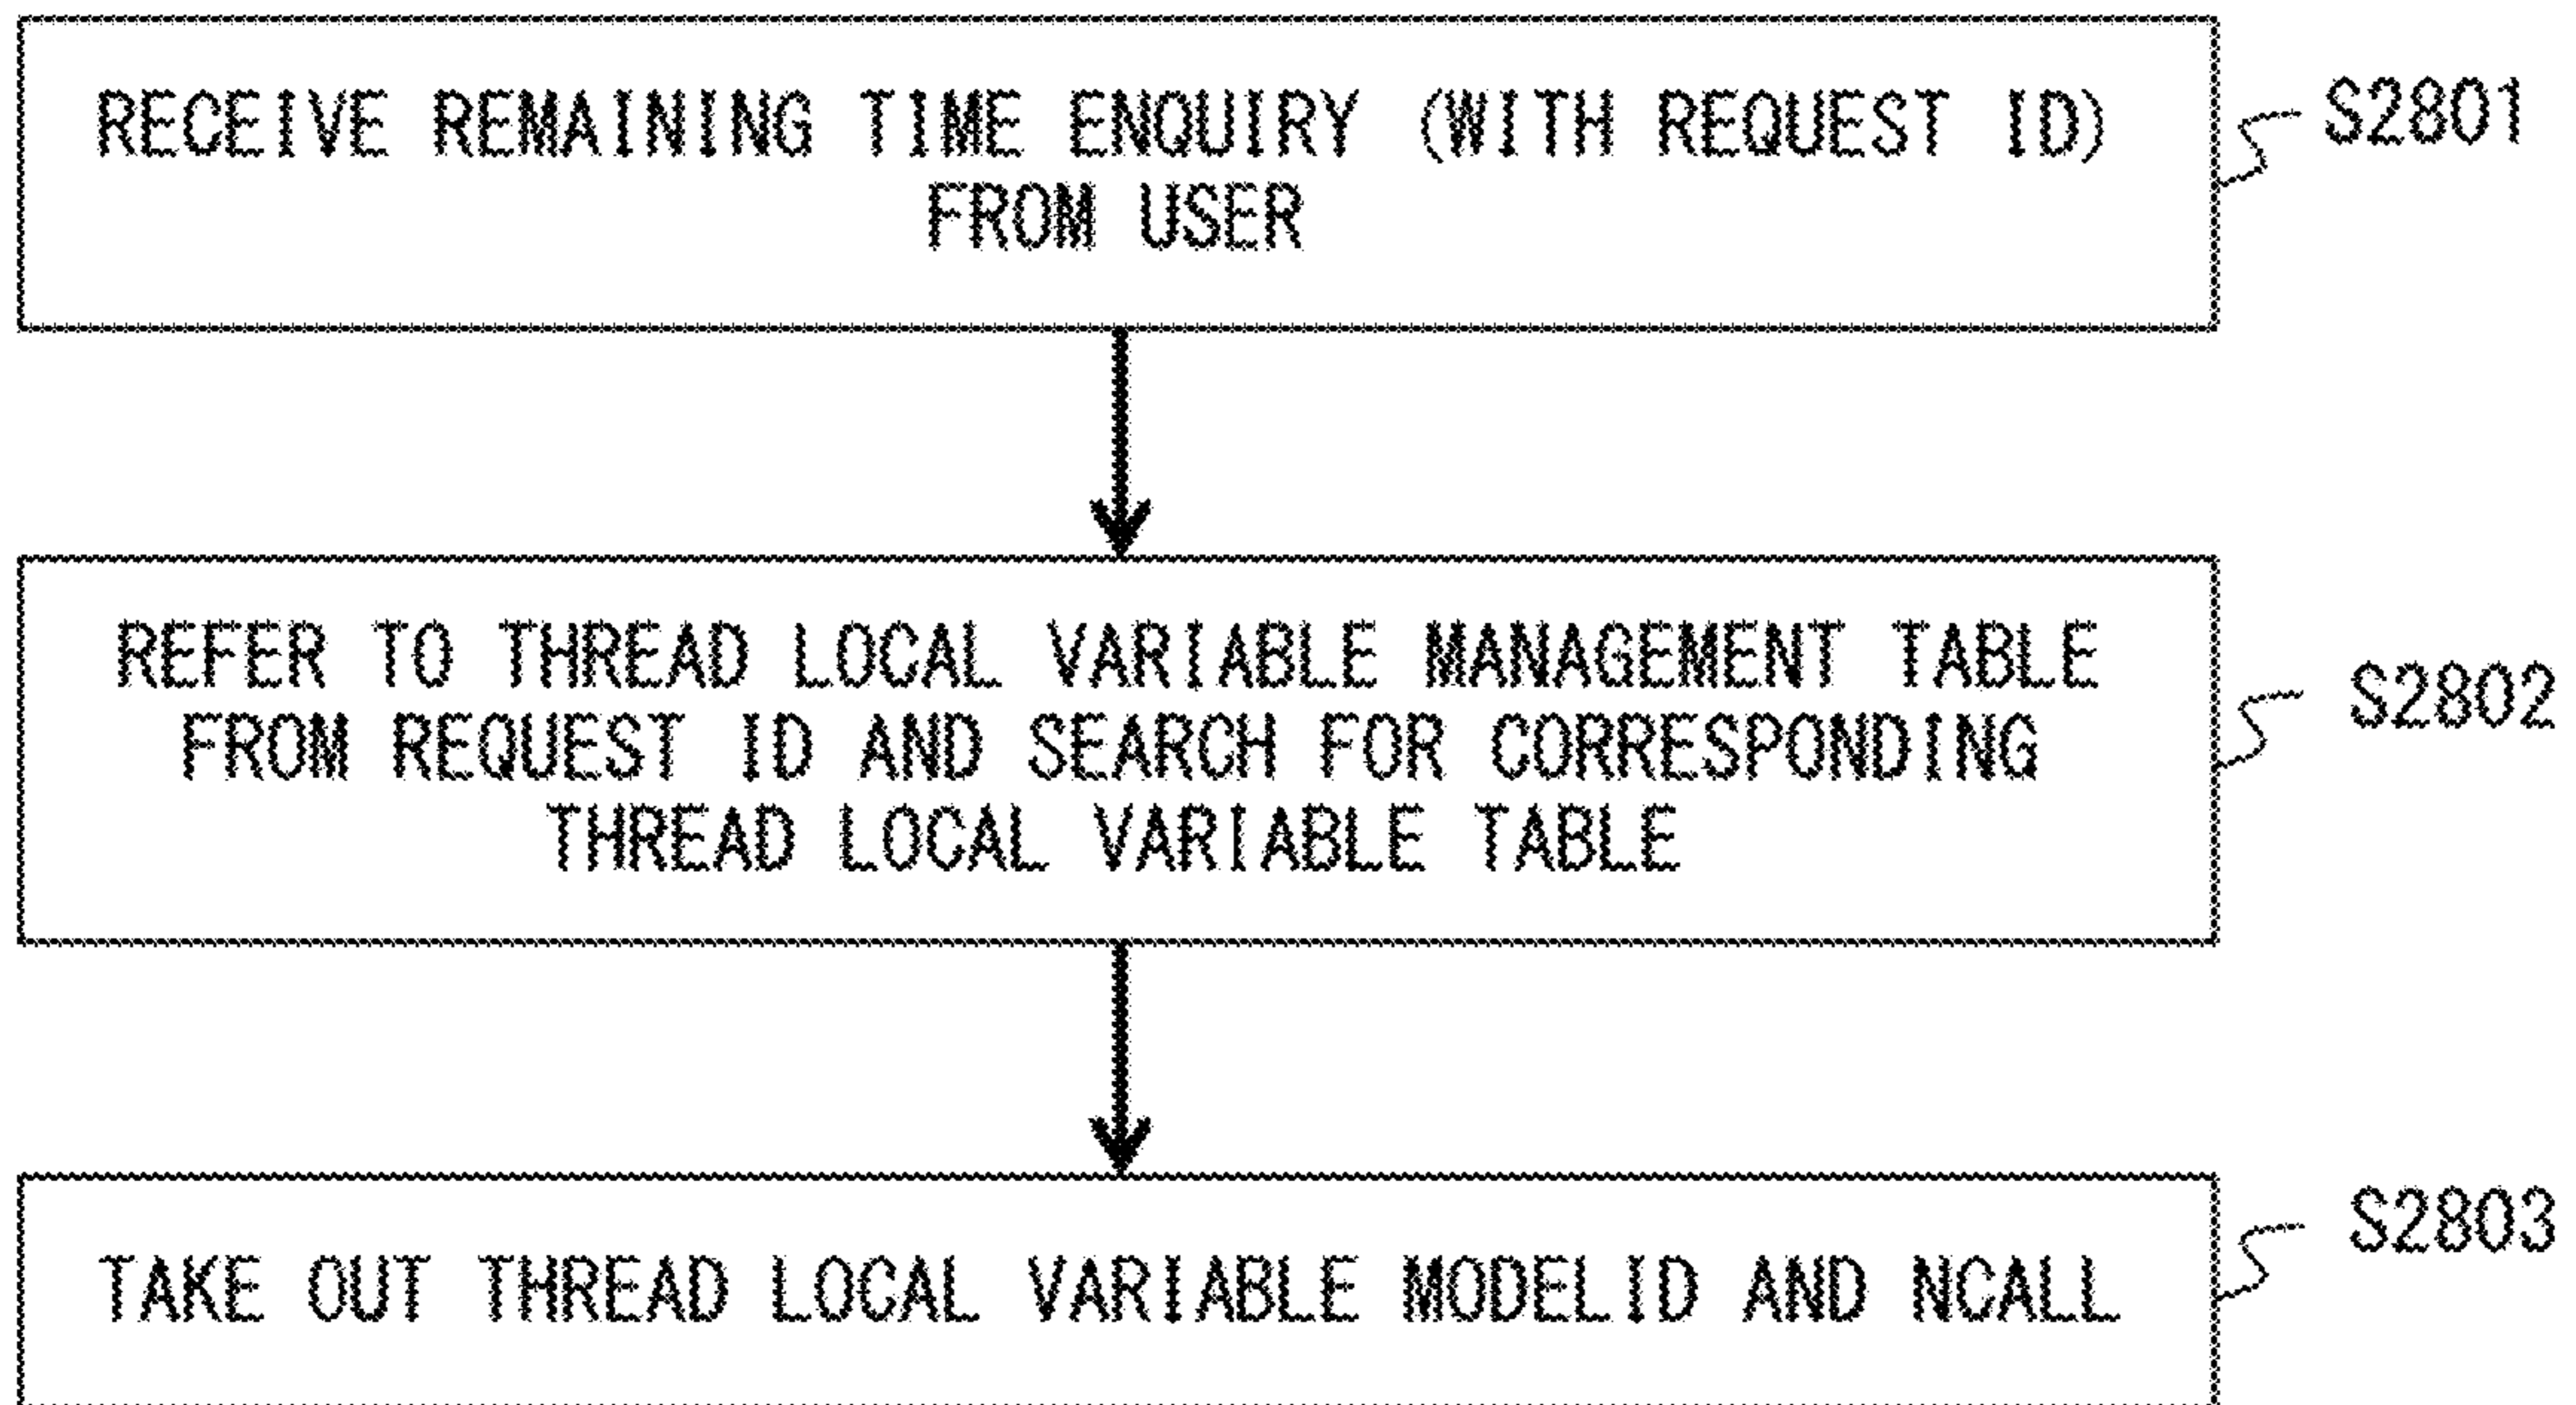 RECEIVE REMAINING TIME ENQUIRY (WITH REQUEST ID)
FROM USER
S2801
REFER TO THREAD LOCAL VARIABLE MANAGEMENT TABLE
FROM REQUEST ID AND SEARCH FOR CORRESPONDING
THREAD LOCAL VARIABLE TABLE
S2802
TAKE OUT THREAD LOCAL VARIABLE MODELID AND NCALL
S2803